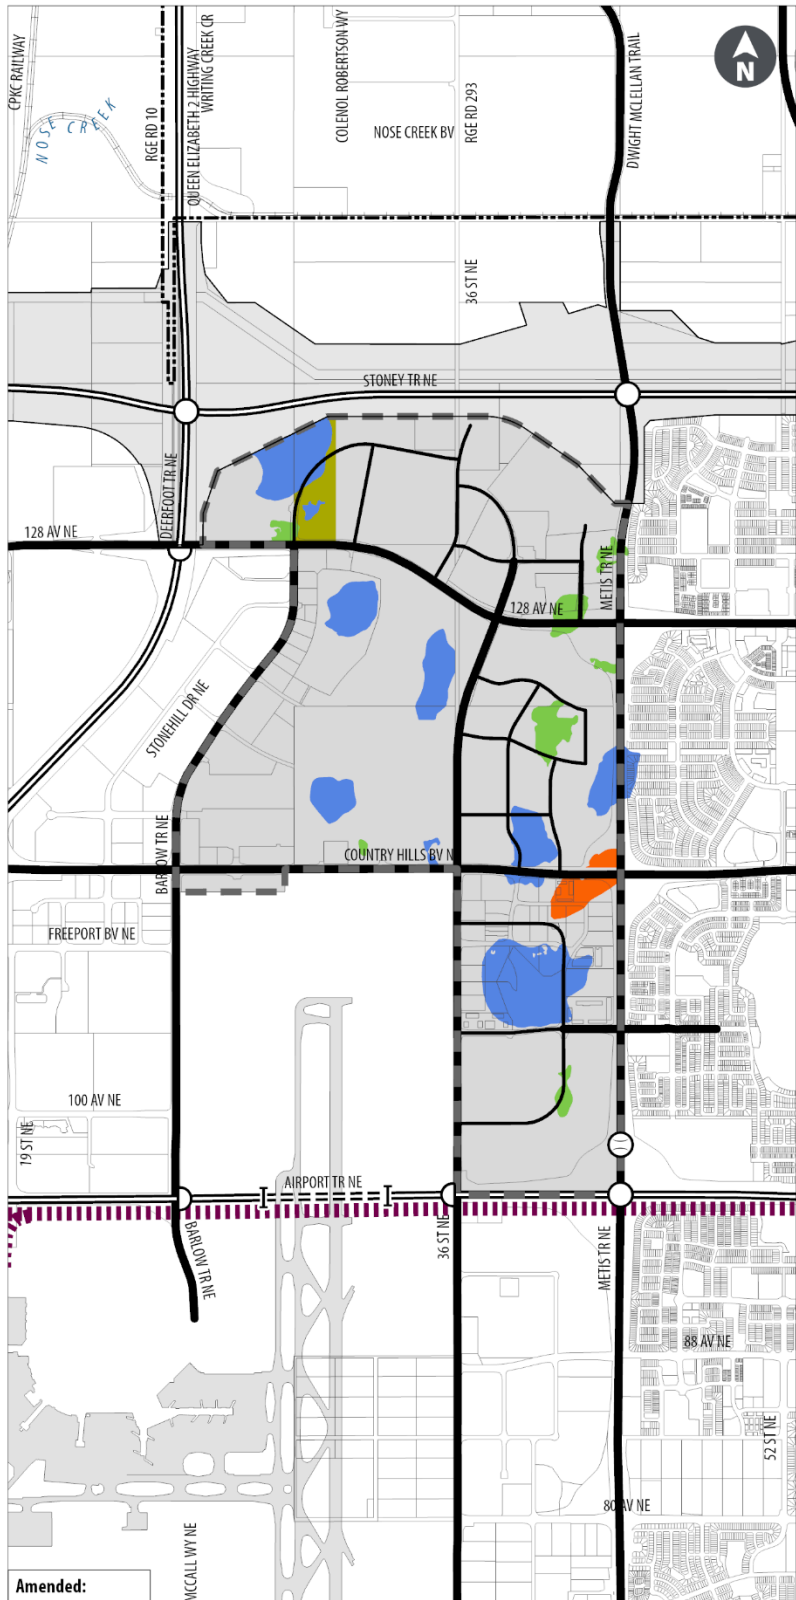 CPKC RAILWAY
NOSE CREEK
RGE RD 10
QUEEN ELIZABETH 2 HIGHWAY
WRITING CREEK CR
COLENOL ROBERTSON WY
NOSE CREEK BV
RGE RD 293
DWIGHT MCLELLAN TRAIL
N
36 ST NE
STONEY TR NE
DEERFOOT TR NE
128 AV NE
METIS TR NE
128 AV NE
STONEHILL DR NE
BARLOW TR NE
COUNTRY HILLS BV N
FREEPORT BV NE
100 AV NE
19 ST NE
AIRPORT TR NE
BARLOW TR NE
36 ST NE
METIS TR NE
88 AV NE
52 ST NE
80 AV NE
MCCALL WY NE
Amended: